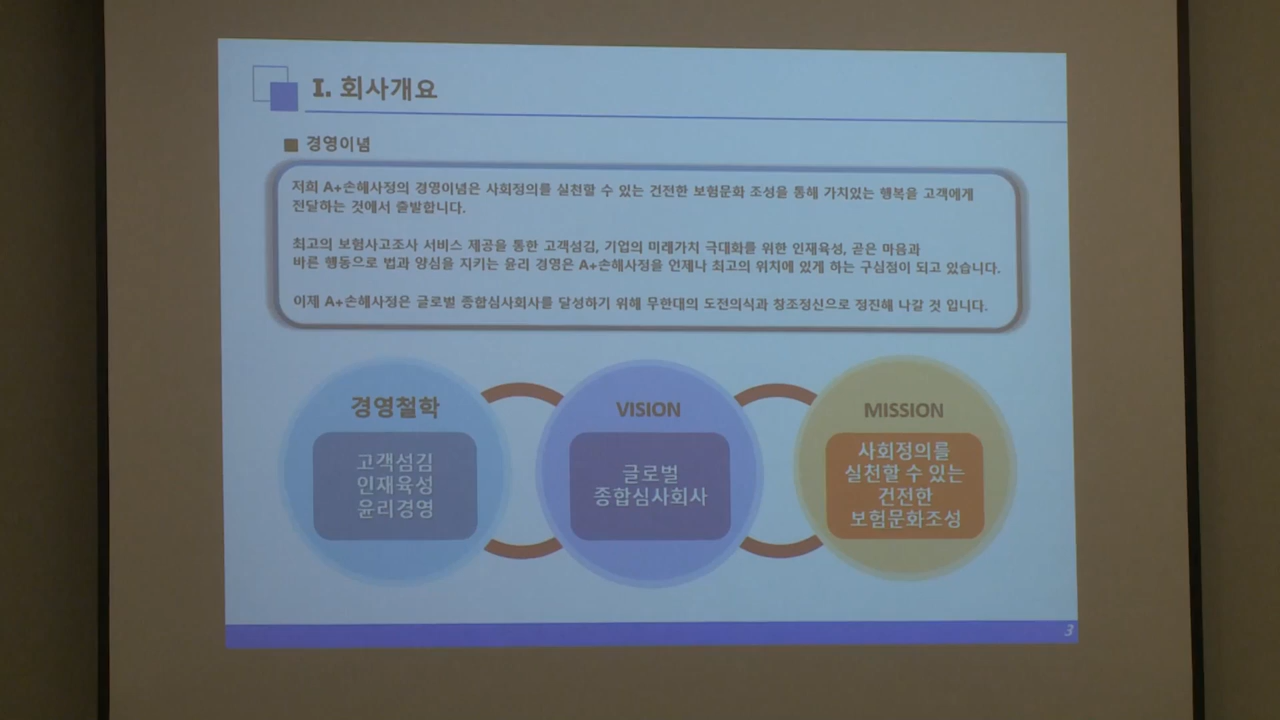 I. 회사개요
■ 경영이념
저희 A+손해사정의 경영이념은 사회정의를 실천할 수 있는 건전한 보험문화 조성을 통해 가치있는 행복을 고객에게
전달하는 것에서 출발합니다.
최고의 보험사고조사 서비스 제공을 통한 고객섬김, 기업의 미래가치 극대화를 위한 인재육성, 곧은 마음과
바른 행동으로 법과 양심을 지키는 윤리 경영은 A+손해사정을 언제나 최고의 위치에 있게 하는 구심점이 되고 있습니다.
이제 A+손해사정은 글로벌 종합심사회사를 달성하기 위해 무한대의 도전의식과 창조정신으로 정진해 나갈 것 입니다.
경영철학
고객섬김
인재육성
윤리경영
VISION
글로벌
종합심사회사
MISSION
사회정의를
실천할 수 있는
건전한
보험문화조성
3